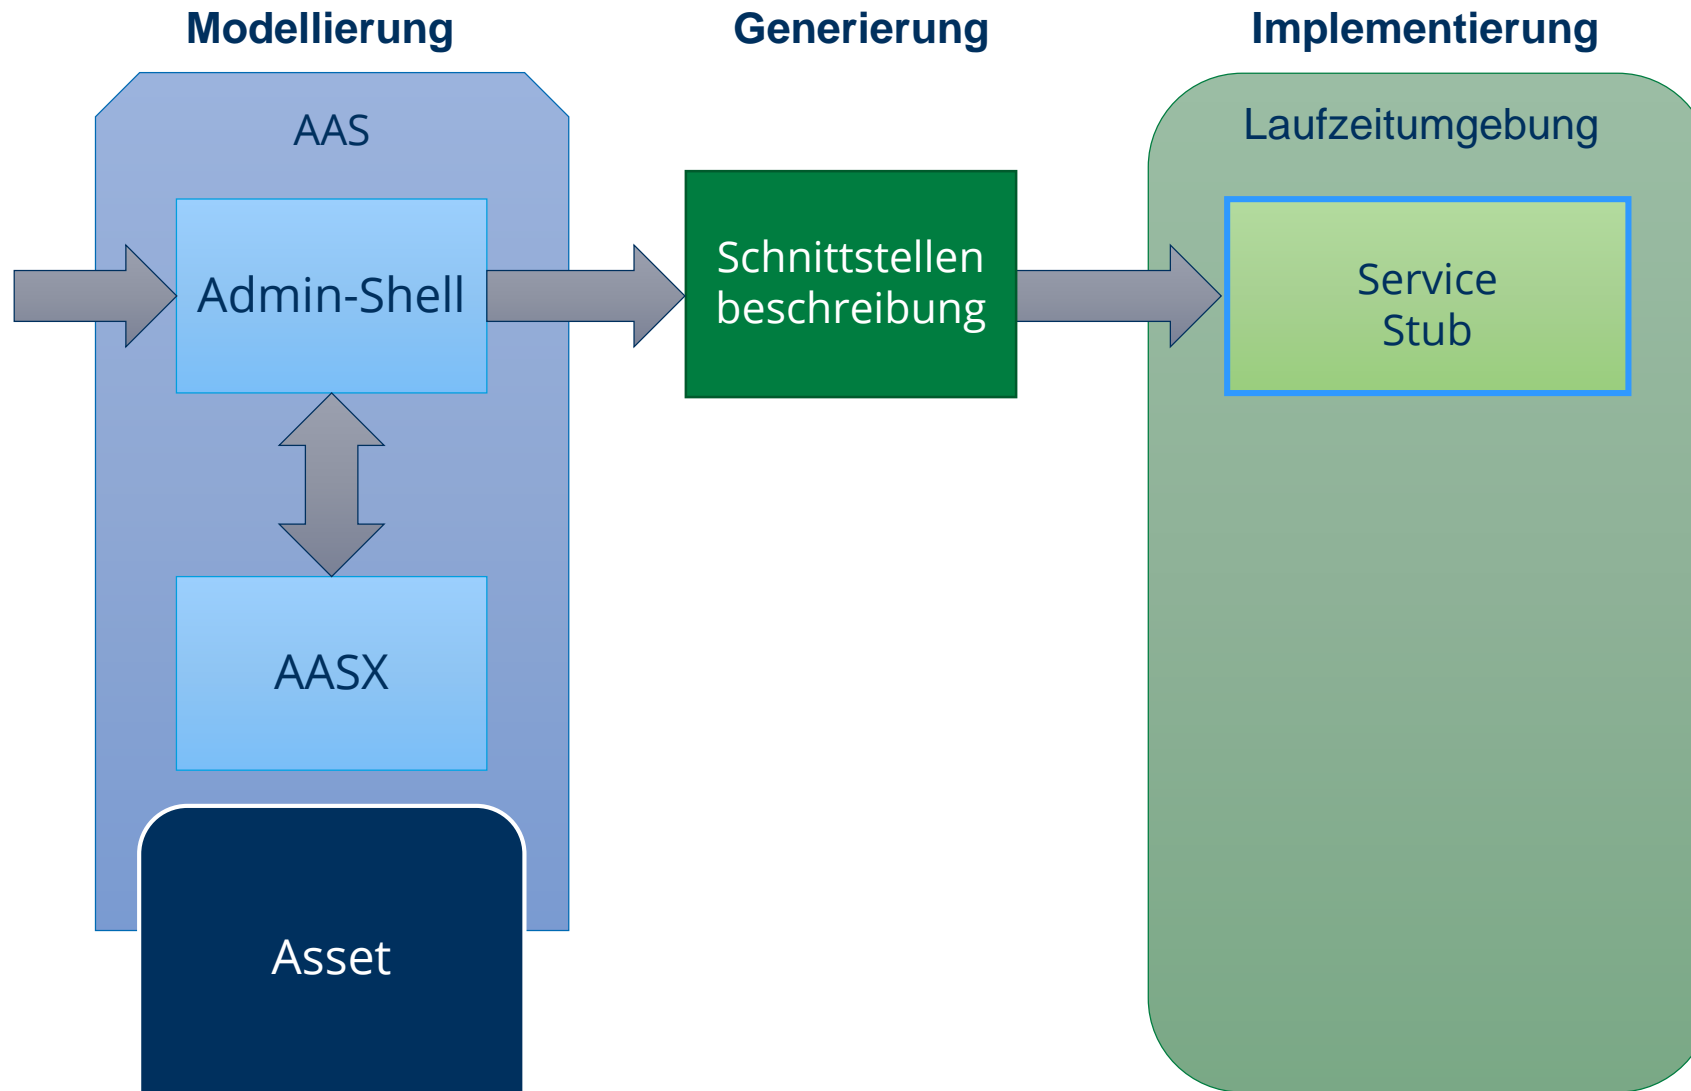 Modellierung
Generierung
Implementierung
AAS
Laufzeitumgebung
Admin-Shell
Schnittstellen
beschreibung
Service
Stub
AASX
Asset